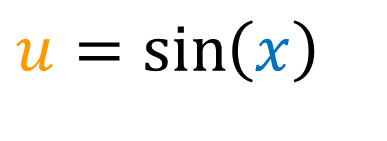 u = sin(x)